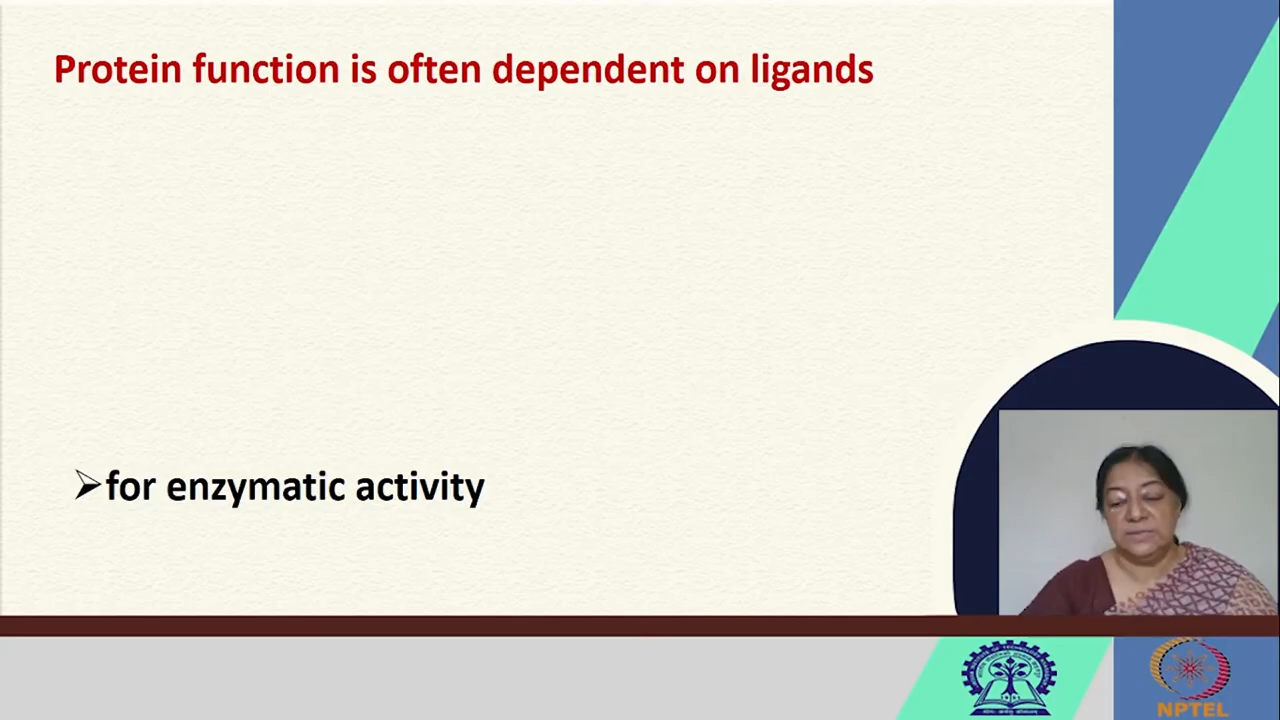 Protein function is often dependent on ligands
➢for enzymatic activity
NPTEL